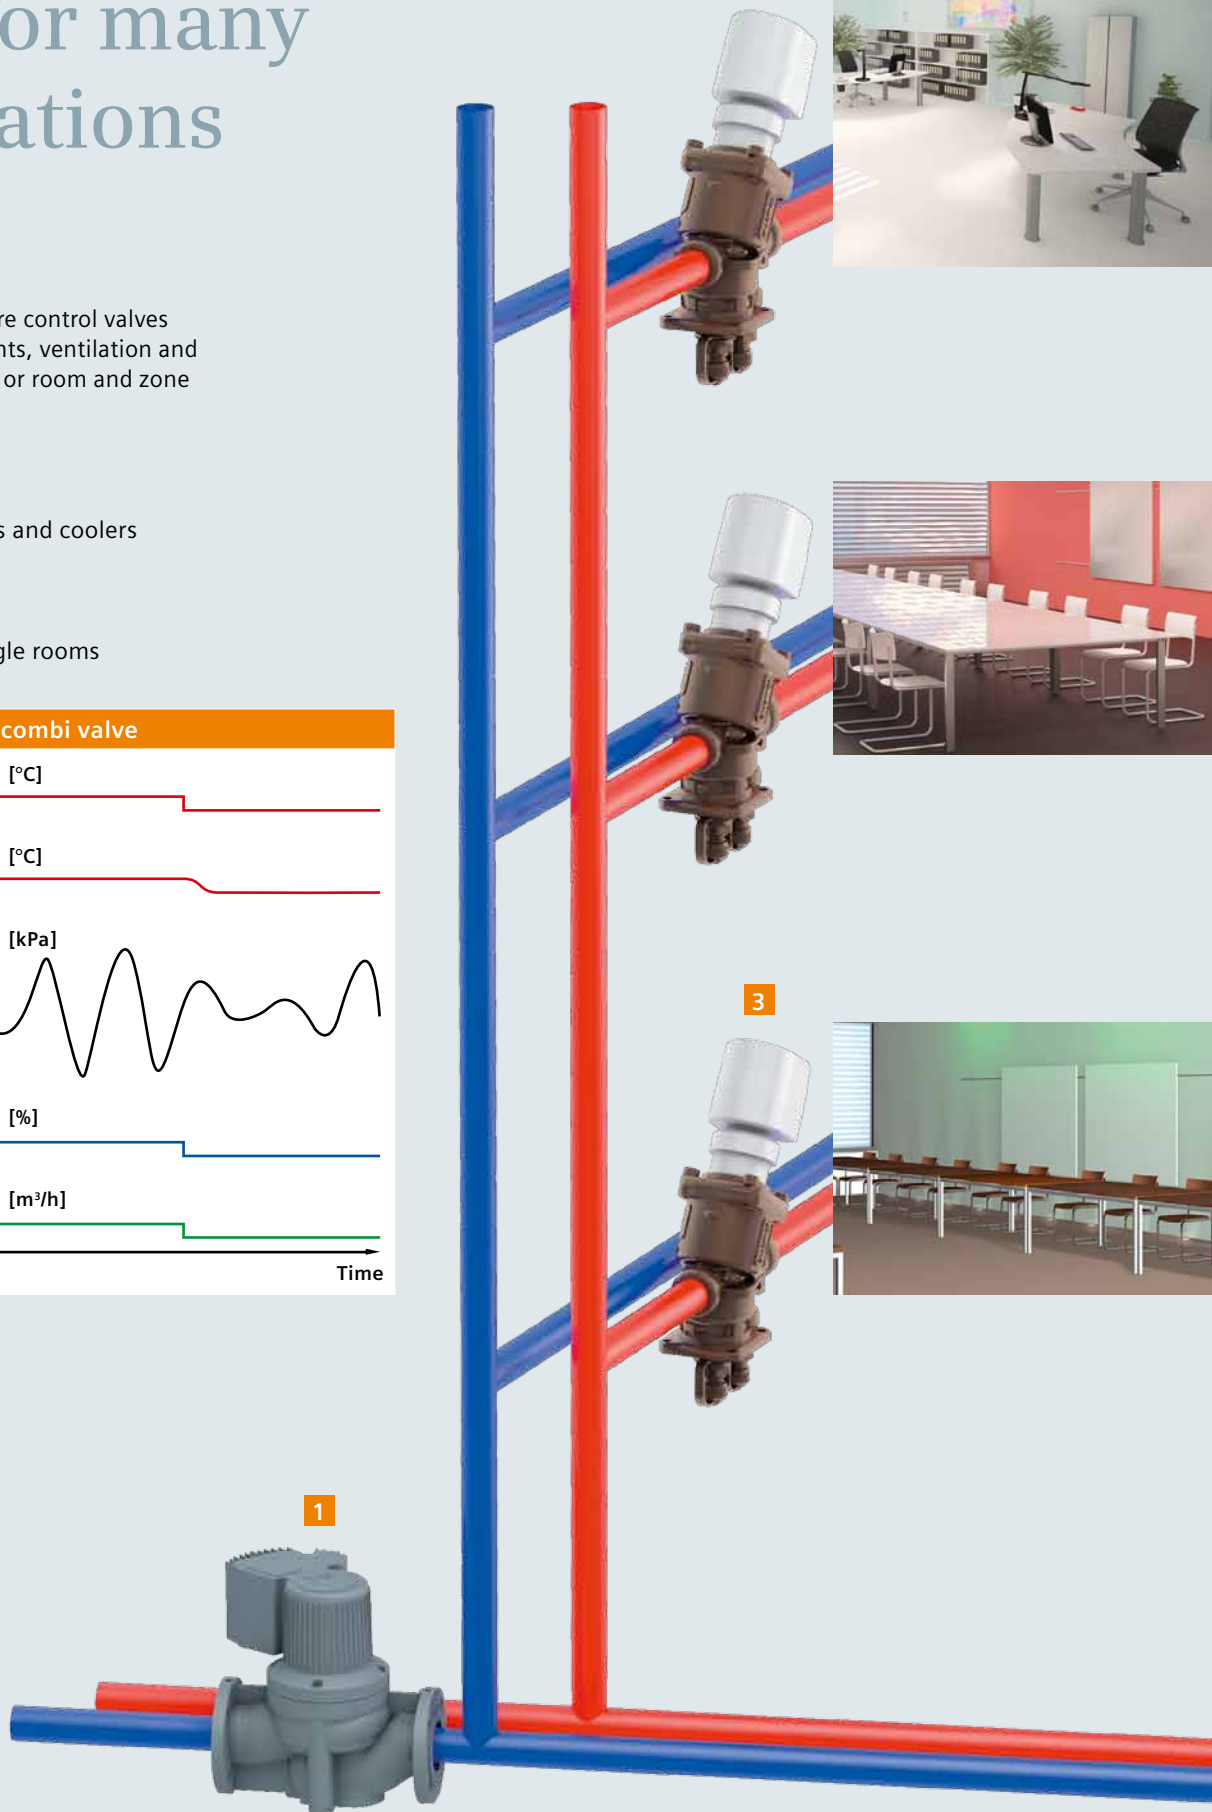 or many
ations
re control valves
nts, ventilation and
or room and zone
s and coolers
gle rooms
combi valve
[°C]
[°C]
[kPa]
[%]
[m³/h]
Time
3
1